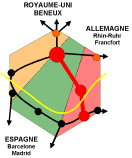 ROYAUME-UNI
BENEUX
ALLEMAGNE
Rhin-Ruhr
Francfort
ESPAGNE
Barcelone
Madrid